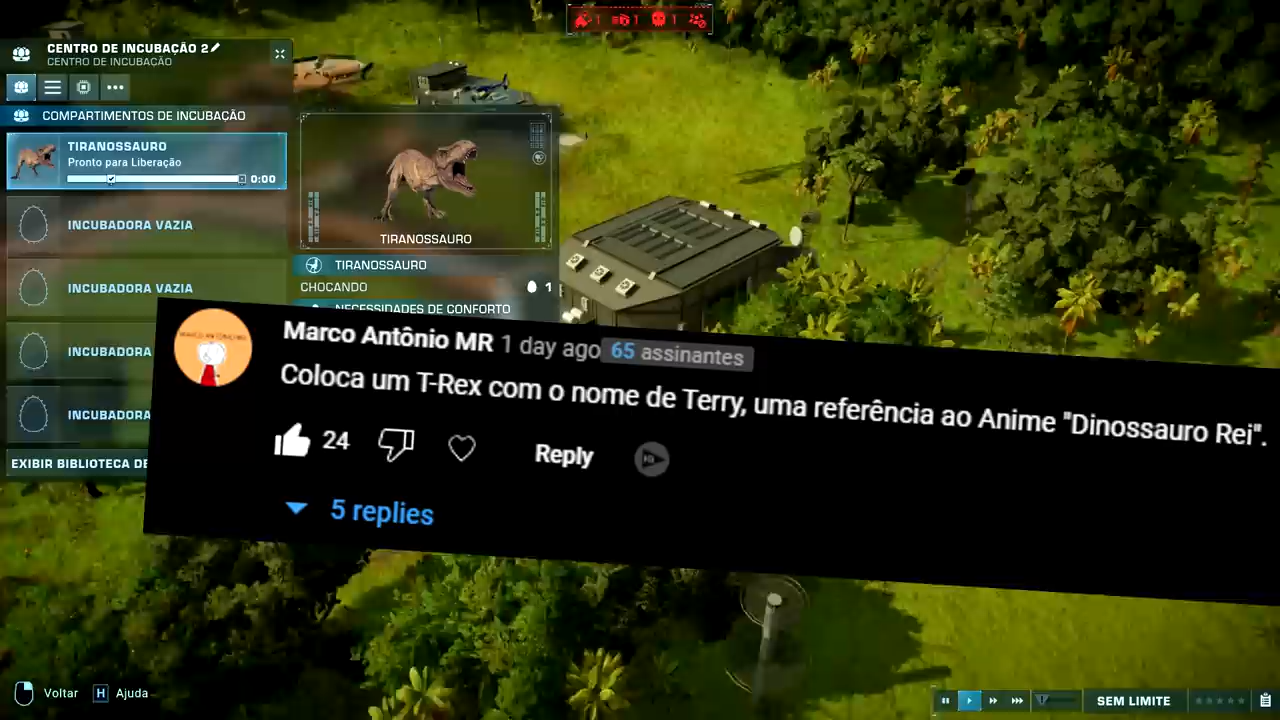 1
1
1
CENTRO DE INCUBAÇÃO 2
CENTRO DE INCUBAÇÃO
COMPARTIMENTOS DE INCUBAÇÃO
TIRANOSSAURO
Pronto para Liberação
0:00
INCUBADORA VAZIA
INCUBADORA VAZIA
INCUBADORA
INCUBADORA
EXIBIR BIBLIOTECA DE
TIRANOSSAURO
TIRANOSSAURO
CHOCANDO 1
NECESSIDADES DE CONFORTO
Marco Antônio MR 1 day ago 65 assinantes
Coloca um T-Rex com o nome de Terry, uma referência ao Anime "Dinossauro Rei".
24 Reply
5 replies
Voltar H Ajuda
SEM LIMITE